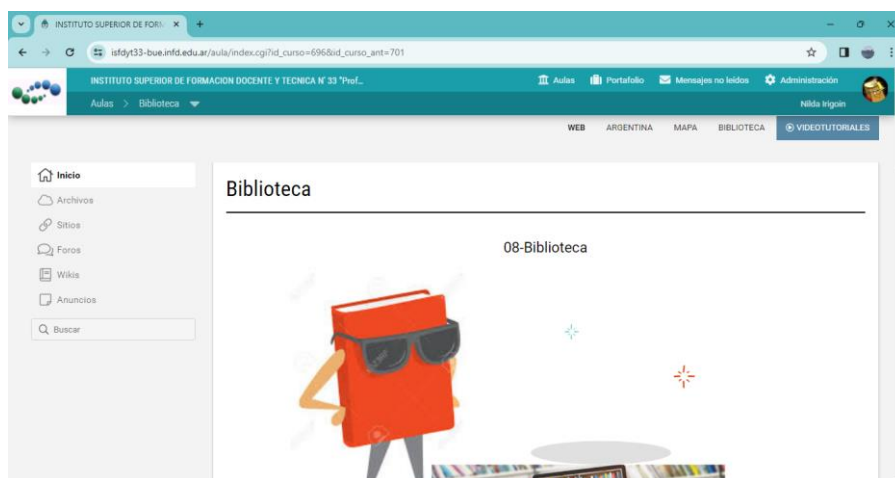 INSTITUTO SUPERIOR DE FORM
isfdyt33-bue.infd.edu.ar/aula/index.cgi?id_curso=696&id_curso_ant=701
INSTITUTO SUPERIOR DE FORMACION DOCENTE Y TECNICA N° 33 "Prof...
Aulas
Portafolio
Mensajes no leídos
Administración
Aulas > Biblioteca
Nilda Irigoin
WEB
ARGENTINA
MAPA
BIBLIOTECA
VIDEOTUTORIALES
Inicio
Archivos
Sitios
Foros
Wikis
Anuncios
Buscar
Biblioteca
08-Biblioteca